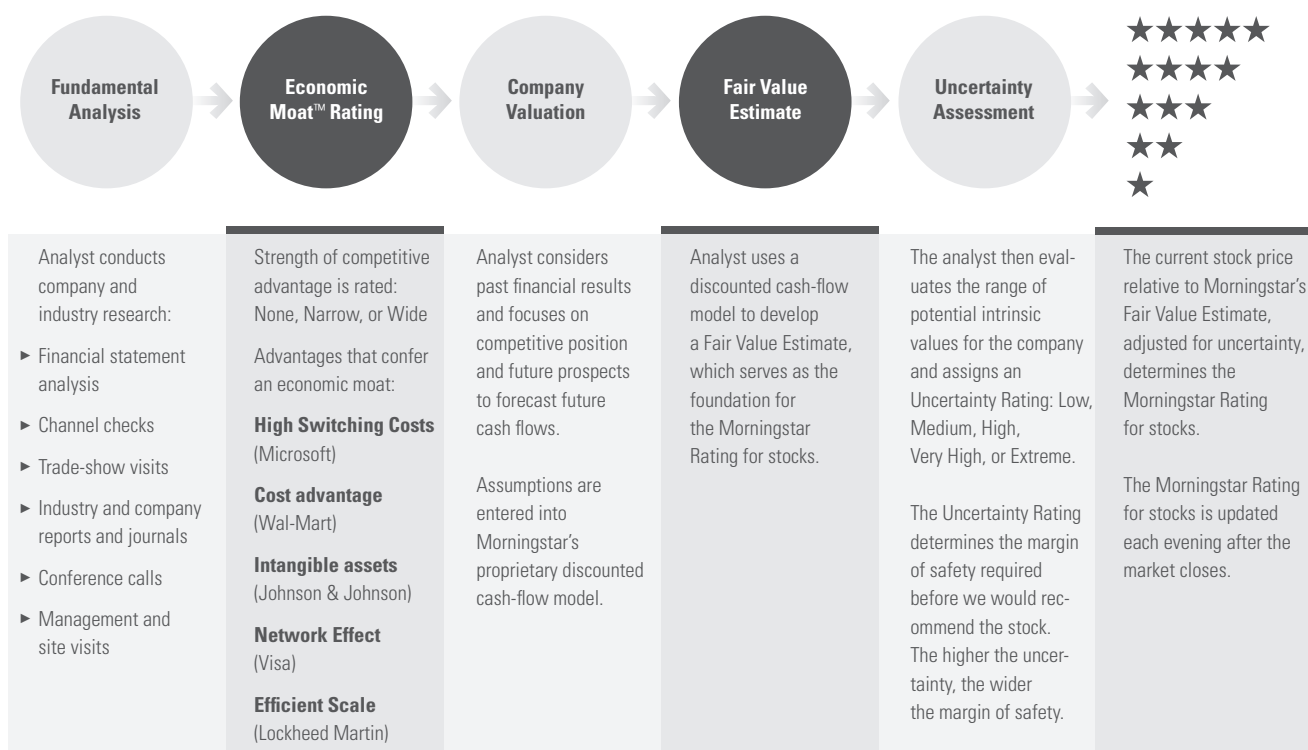 Fundamental
Analysis
Economic
Moat™ Rating
Company
Valuation
Fair Value
Estimate
Uncertainty
Assessment
★★★★★
★★★★
★★★
★★
★
Analyst conducts
company and
industry research:
► Financial statement
analysis
► Channel checks
► Trade-show visits
► Industry and company
reports and journals
► Conference calls
► Management and
site visits
Strength of competitive
advantage is rated:
None, Narrow, or Wide
Advantages that confer
an economic moat:
High Switching Costs
(Microsoft)
Cost advantage
(Wal-Mart)
Intangible assets
(Johnson & Johnson)
Network Effect
(Visa)
Efficient Scale
(Lockheed Martin)
Analyst considers
past financial results
and focuses on
competitive position
and future prospects
to forecast future
cash flows.
Assumptions are
entered into
Morningstar’s
proprietary discounted
cash-flow model.
Analyst uses a
discounted cash-flow
model to develop
a Fair Value Estimate,
which serves as the
foundation for
the Morningstar
Rating for stocks.
The analyst then eval-
uates the range of
potential intrinsic
values for the company
and assigns an
Uncertainty Rating: Low,
Medium, High,
Very High, or Extreme.
The Uncertainty Rating
determines the margin
of safety required
before we would rec-
ommend the stock.
The higher the uncer-
tainty, the wider
the margin of safety.
The current stock price
relative to Morningstar’s
Fair Value Estimate,
adjusted for uncertainty,
determines the
Morningstar Rating
for stocks.
The Morningstar Rating
for stocks is updated
each evening after the
market closes.